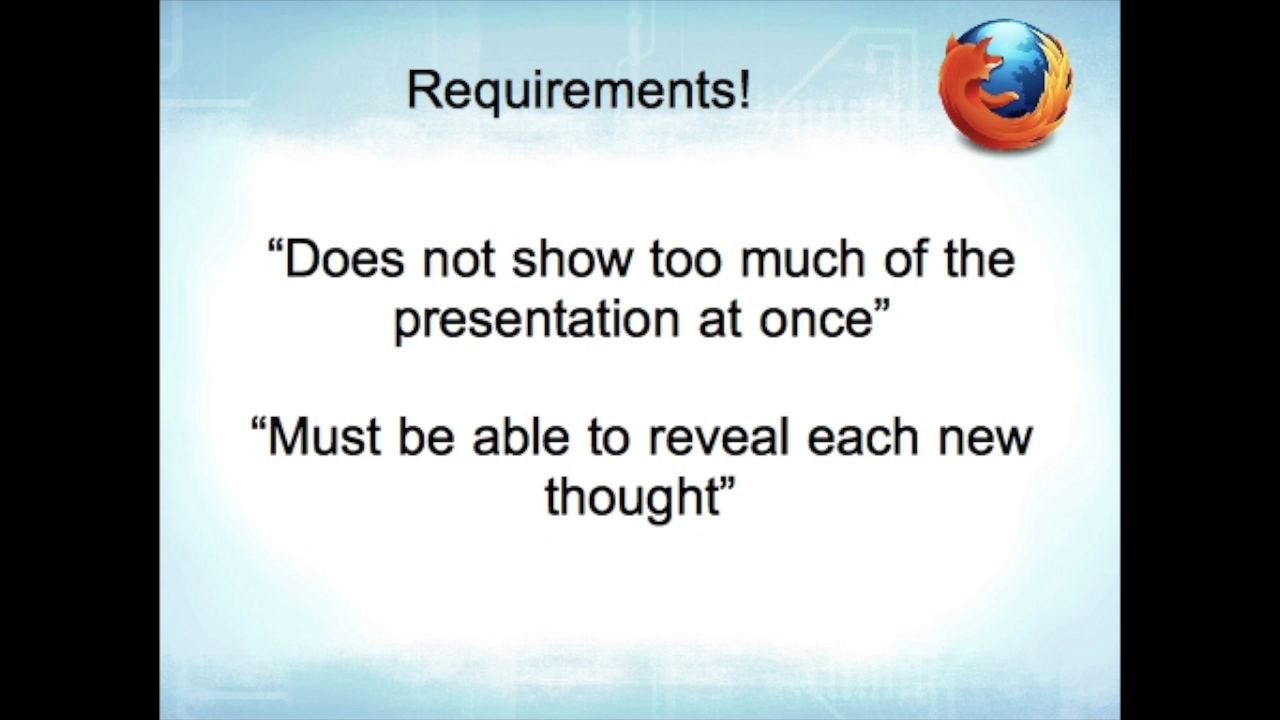 Requirements!
“Does not show too much of the
presentation at once”
“Must be able to reveal each new
thought”